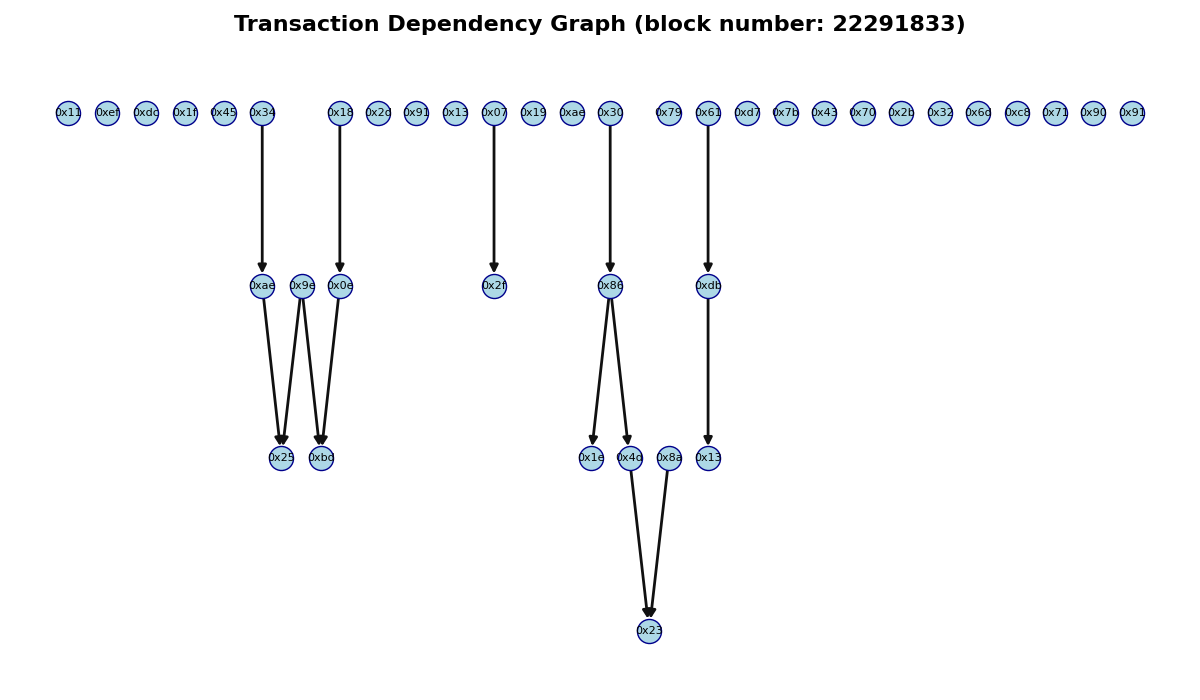 Transaction Dependency Graph (block number: 22291833)
0x11 0xef 0xdc 0x1f 0x45 0x34 0x18 0x2d 0x91 0x13 0x07 0x19 0xae 0x30 0x79 0x61 0xd7 0x7b 0x43 0x70 0x2b 0x32 0x6d 0xc8 0x71 0x90 0x91
0xae 0x9e 0x0e 0x2f 0x86 0xdb
0x25 0xbd 0x1e 0x8a 0x13
0x23